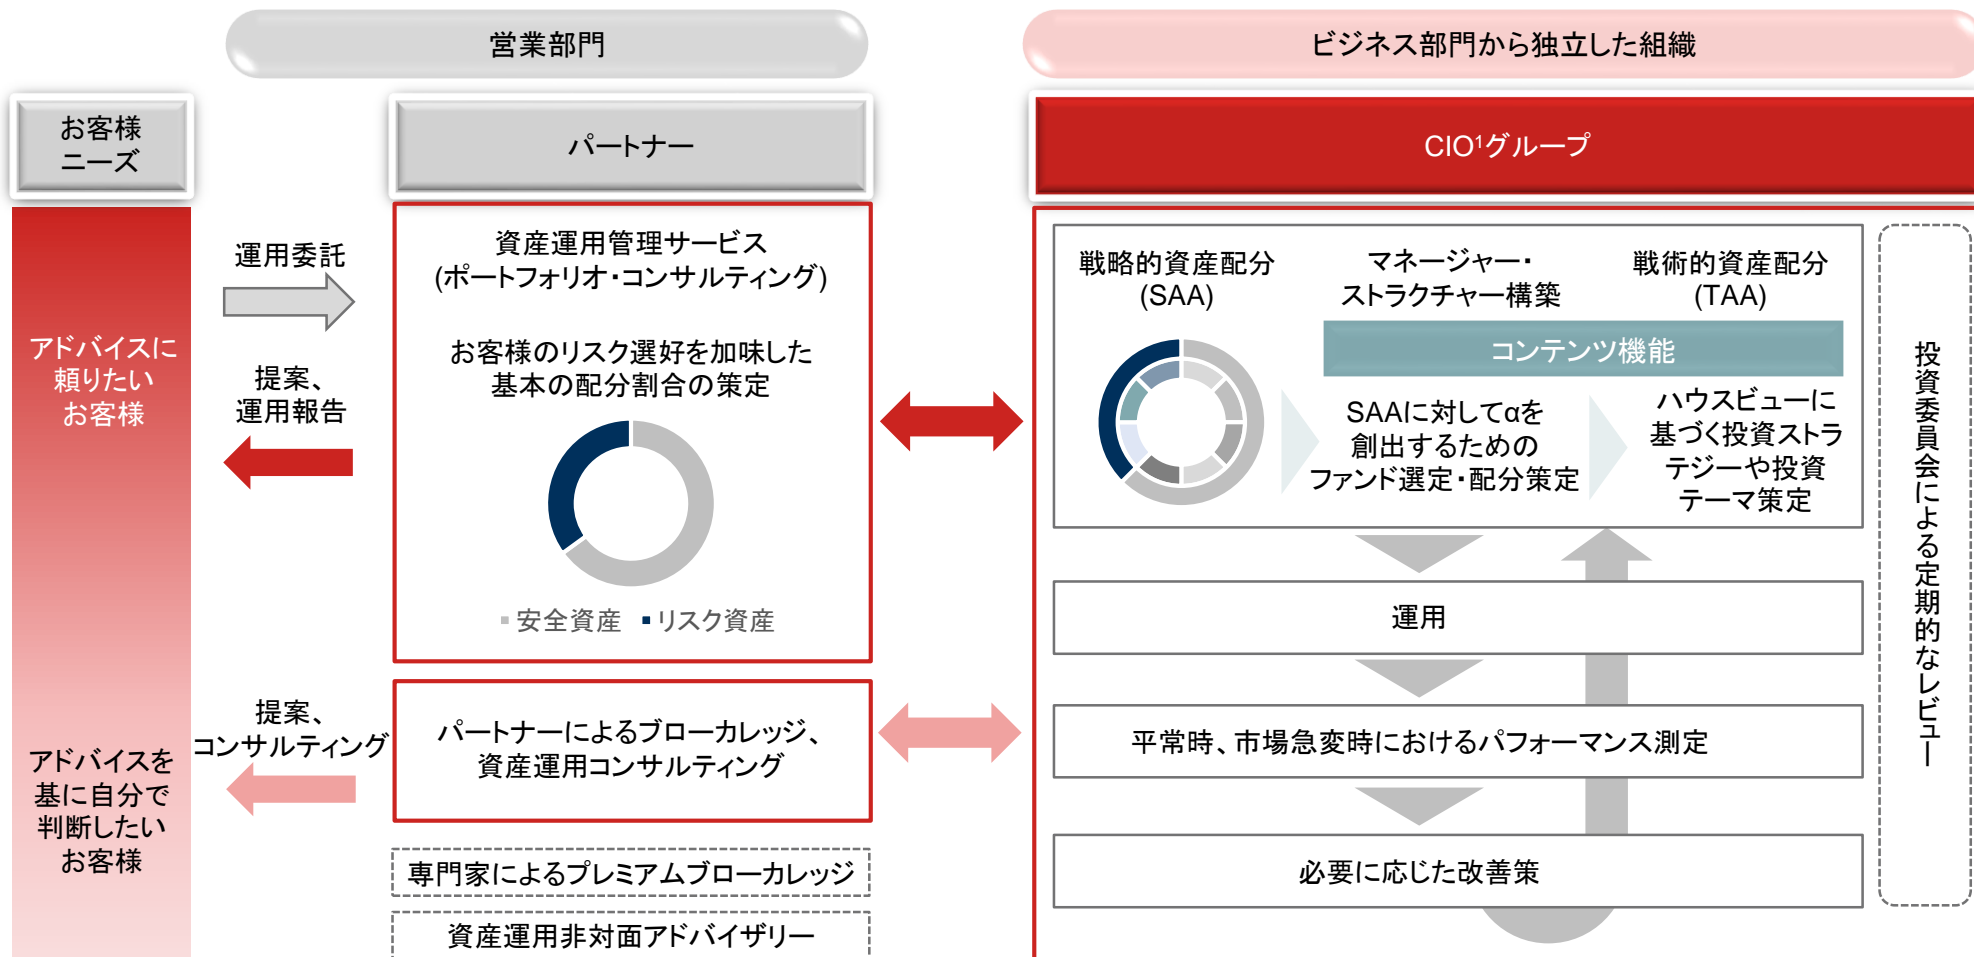 営業部門
ビジネス部門から独立した組織
お客様
ニーズ
パートナー
CIO¹グループ
アドバイスに
頼りたい
お客様
アドバイスを
基に自分で
判断したい
お客様
運用委託
提案、
運用報告
提案、
コンサルティング
資産運用管理サービス
(ポートフォリオ・コンサルティング)
お客様のリスク選好を加味した
基本の配分割合の策定
安全資産 リスク資産
パートナーによるブローカレッジ、
資産運用コンサルティング
専門家によるプレミアムブローカレッジ
資産運用非対面アドバイザリー
戦略的資産配分
(SAA)
マネージャー・
ストラクチャー構築
戦術的資産配分
(TAA)
コンテンツ機能
SAAに対してαを
創出するための
ファンド選定・配分策定
ハウスビューに
基づく投資ストラ
テジーや投資
テーマ策定
運用
平常時、市場急変時におけるパフォーマンス測定
必要に応じた改善策
投資委員会による定期的なレビュー